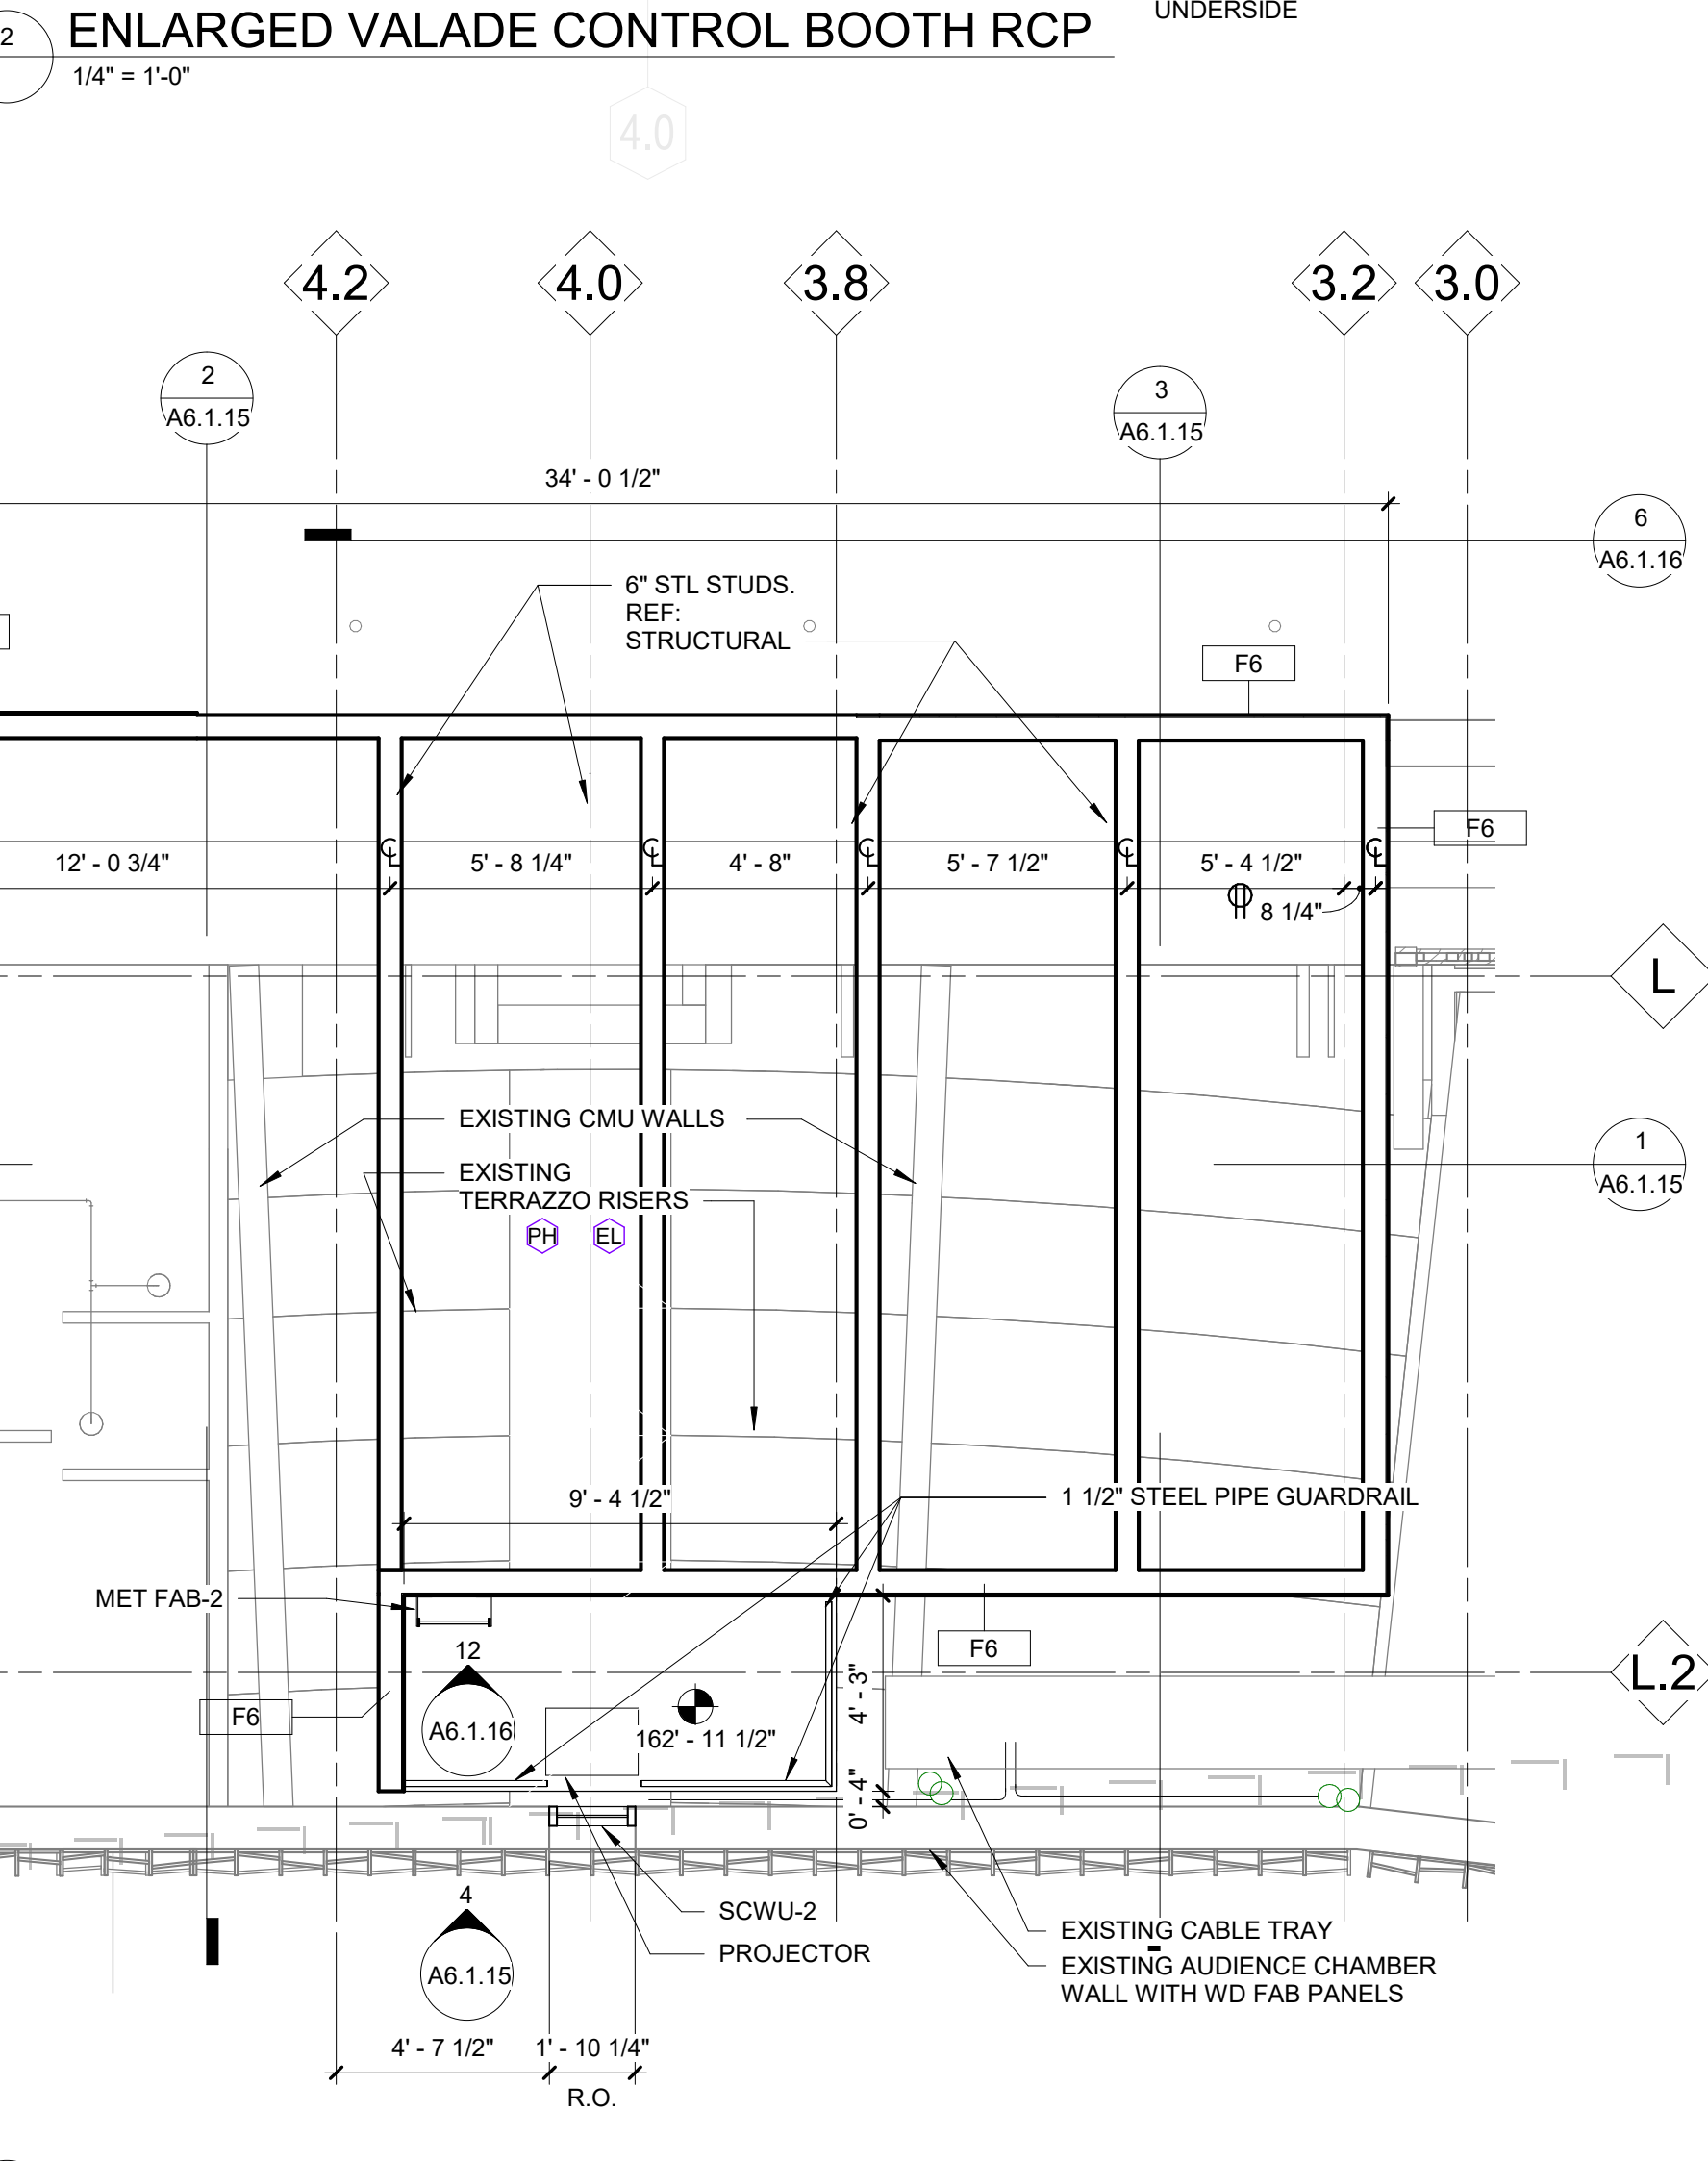 UNDERSIDE
2
ENLARGED VALADE CONTROL BOOTH RCP
1/4" = 1'-0"
4.0
4.2
4.0
3.8
3.2
3.0
2
A6.1.15
3
A6.1.15
34' - 0 1/2"
6
A6.1.16
6" STL STUDS.
REF:
STRUCTURAL
F6
F6
12' - 0 3/4"
5' - 8 1/4"
4' - 8"
5' - 7 1/2"
5' - 4 1/2"
8 1/4"
L
EXISTING CMU WALLS
1
A6.1.15
EXISTING
TERRAZZO RISERS
PH
EL
9' - 4 1/2"
1 1/2" STEEL PIPE GUARDRAIL
MET FAB-2
F6
12
A6.1.16
F6
162' - 11 1/2"
4' - 3"
0' - 4"
L.2
4
A6.1.15
SCWU-2
PROJECTOR
EXISTING CABLE TRAY
EXISTING AUDIENCE CHAMBER
WALL WITH WD FAB PANELS
4' - 7 1/2"
1' - 10 1/4"
R.O.